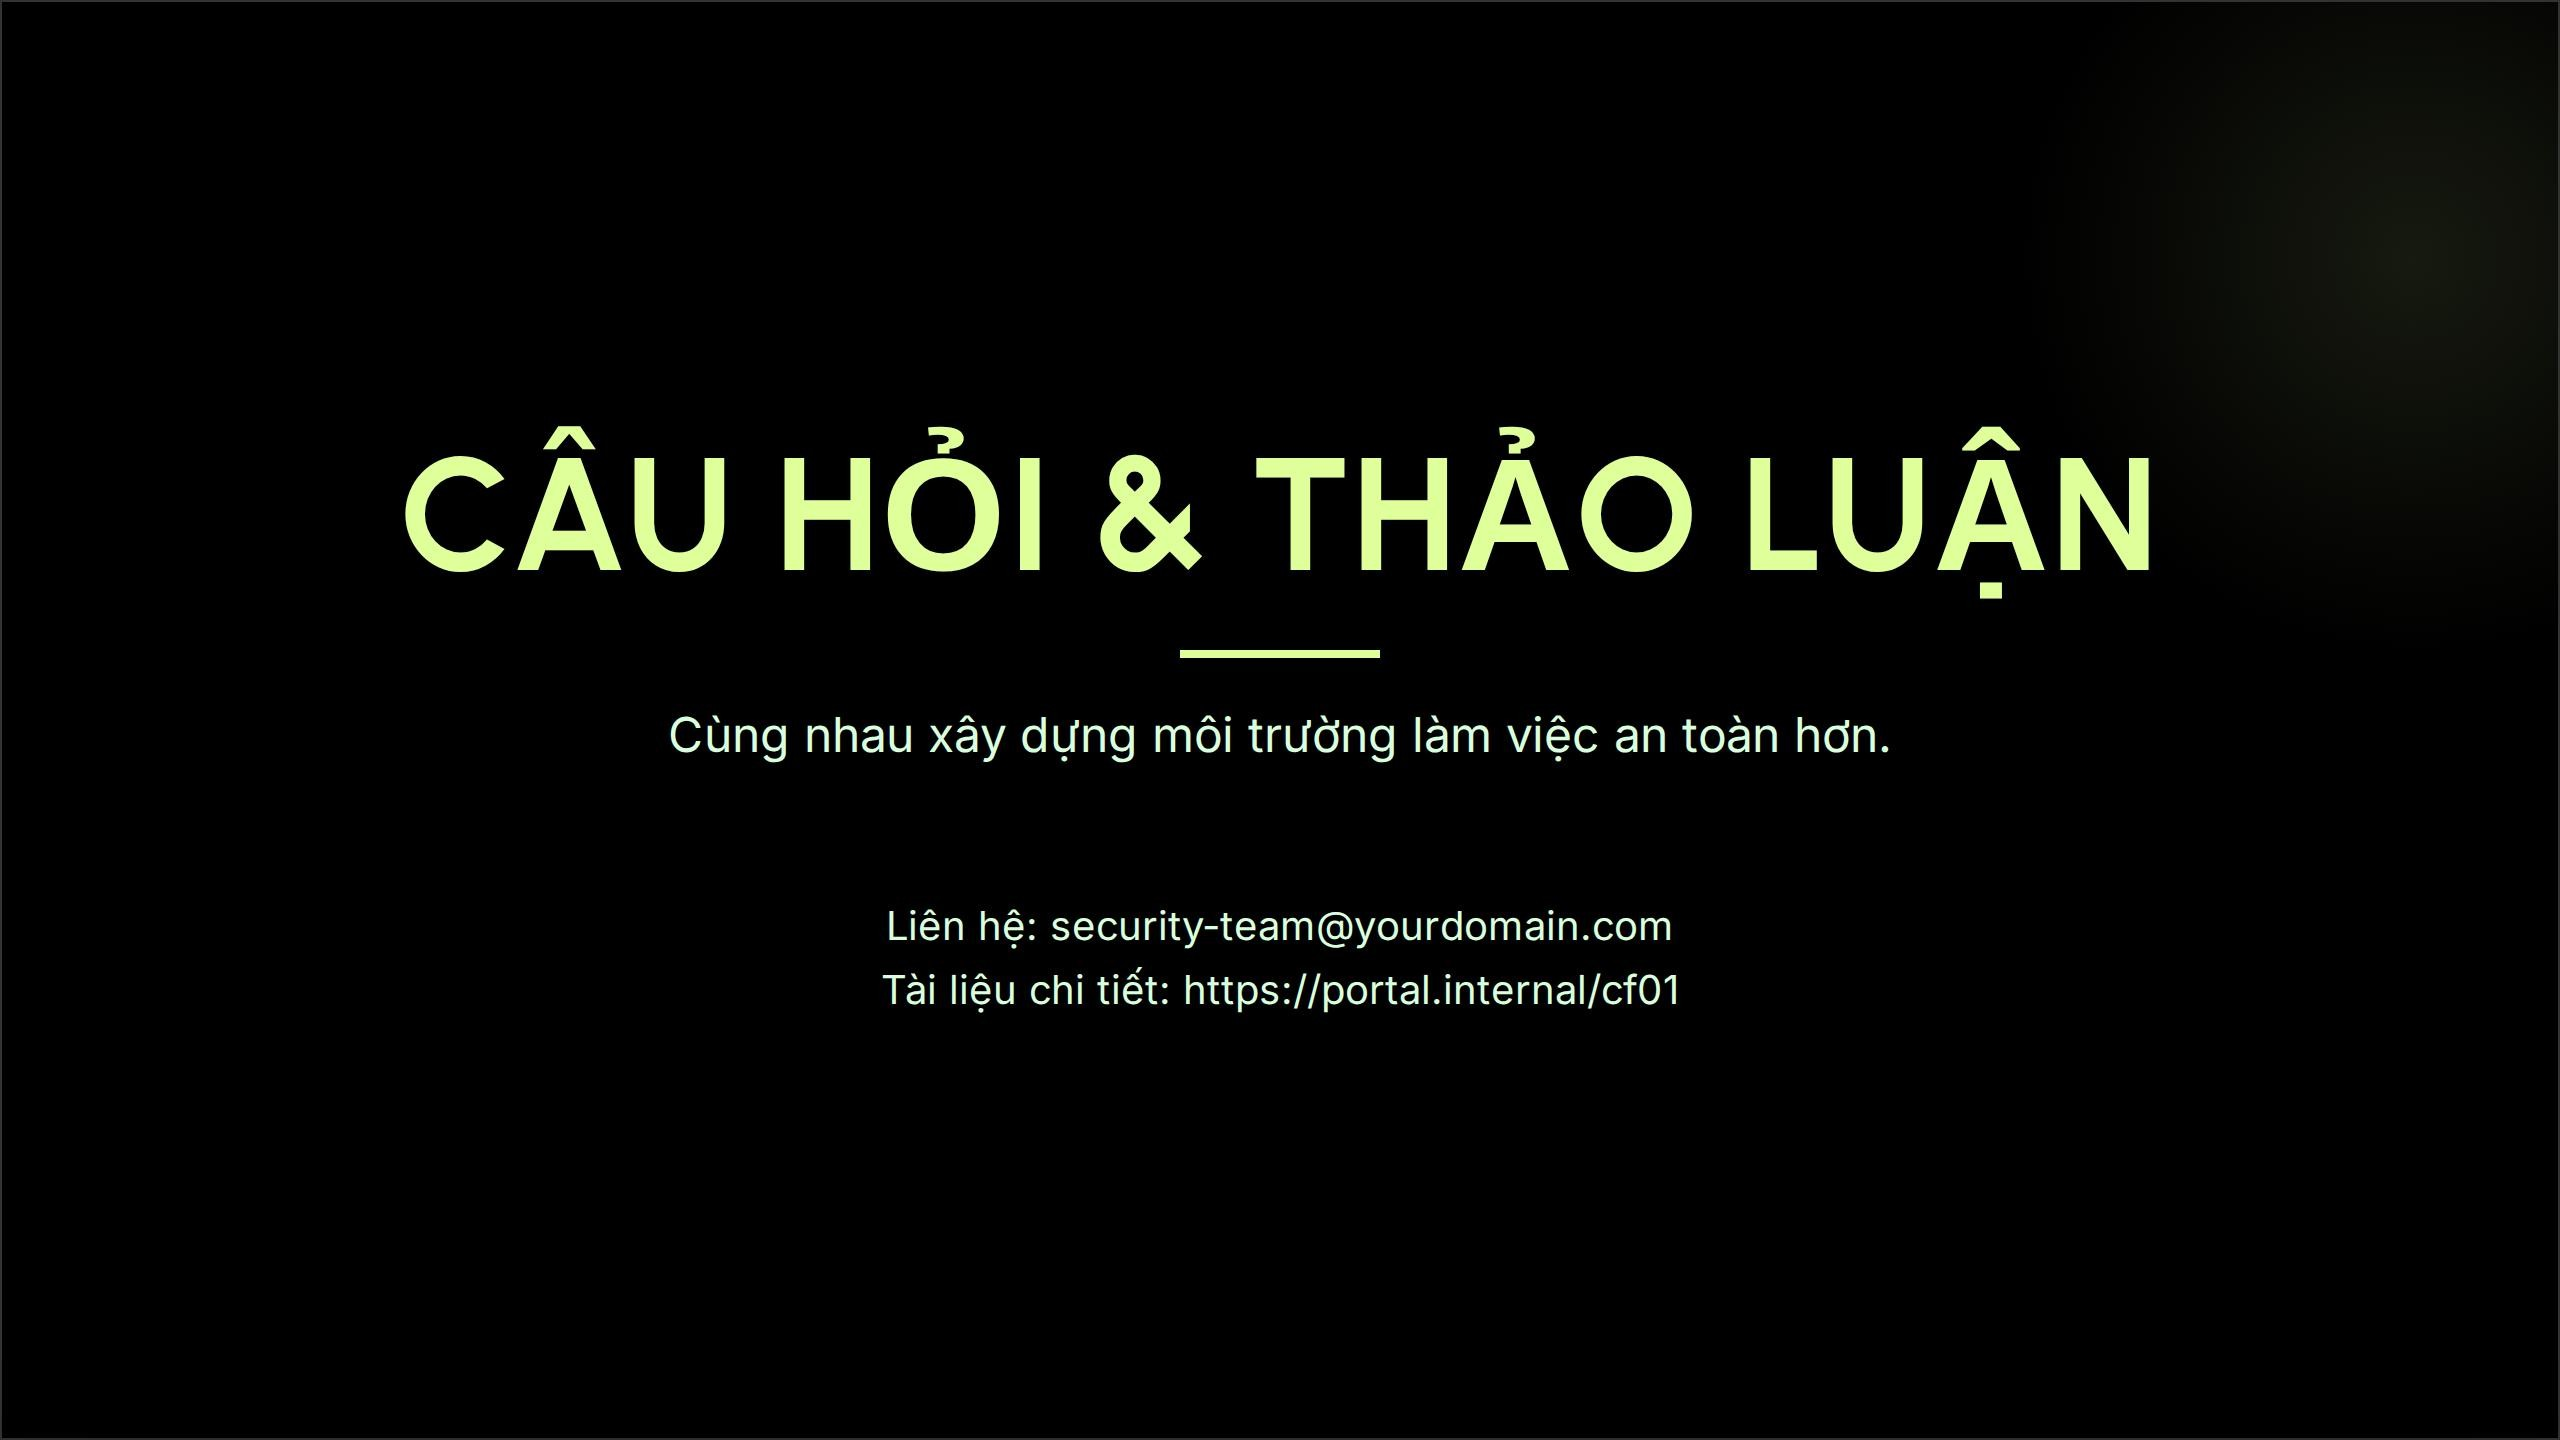 CÂU HỎI & THẢO LUẬN
Cùng nhau xây dựng môi trường làm việc an toàn hơn.
Liên hệ: security-team@yourdomain.com
Tài liệu chi tiết: https://portal.internal/cf01